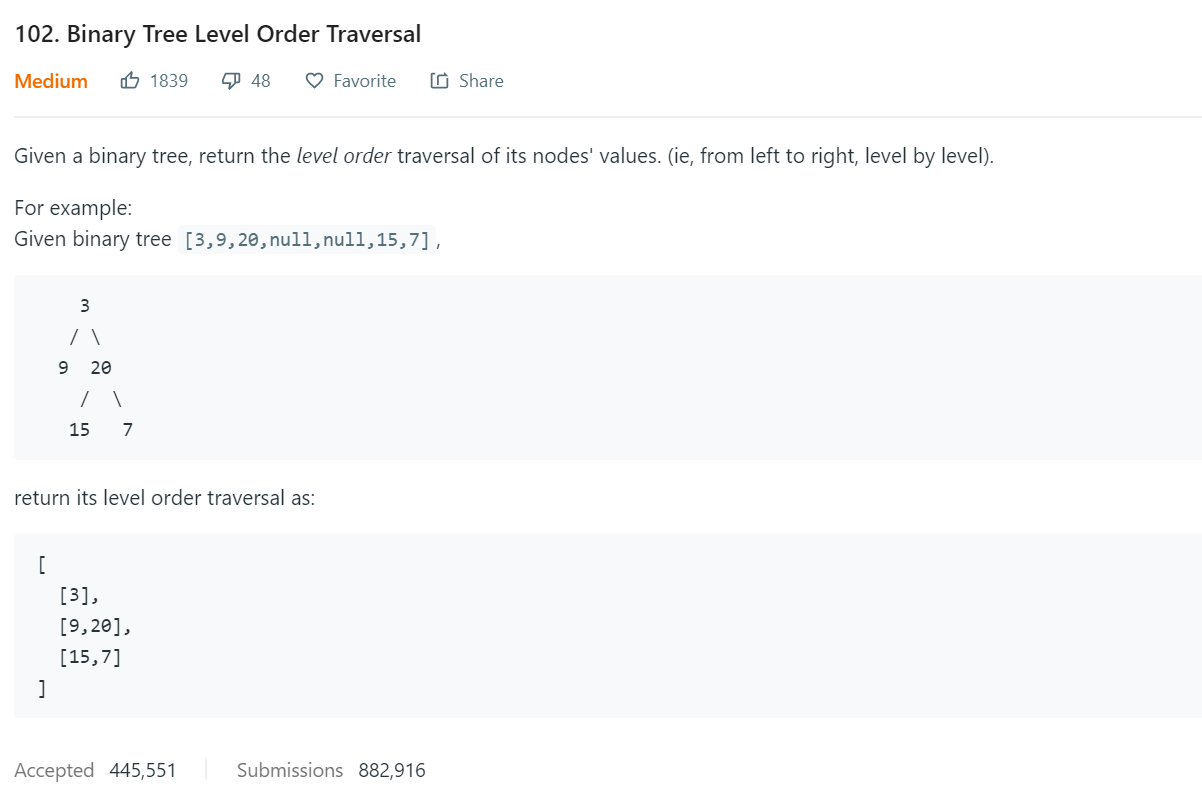 102. Binary Tree Level Order Traversal
Medium 1839 48 Favorite Share
Given a binary tree, return the level order traversal of its nodes' values. (ie, from left to right, level by level).
For example:
Given binary tree [3,9,20,null,null,15,7],
3
/ \
9 20
/ \
15 7
return its level order traversal as:
[
[3],
[9,20],
[15,7]
]
Accepted 445,551 Submissions 882,916